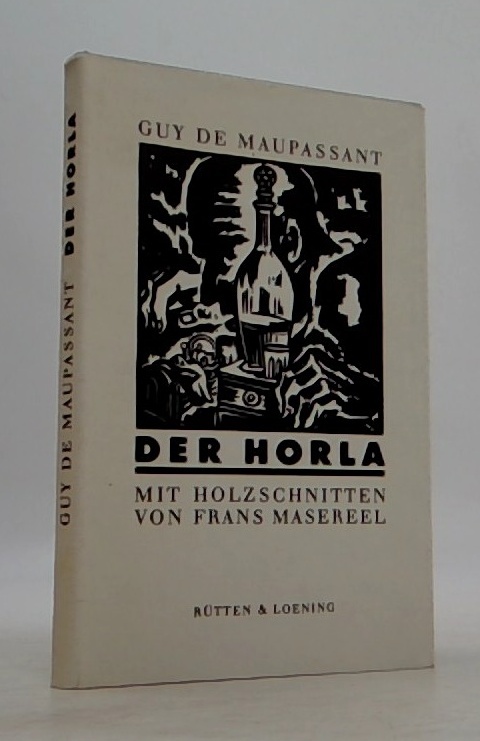 GUY DE MAUPASSANT DER HORLA
GUY DE MAUPASSANT
DER HORLA
MIT HOLZSCHNITTEN
VON FRANS MASEREEL
RÜTTEN & LOENING